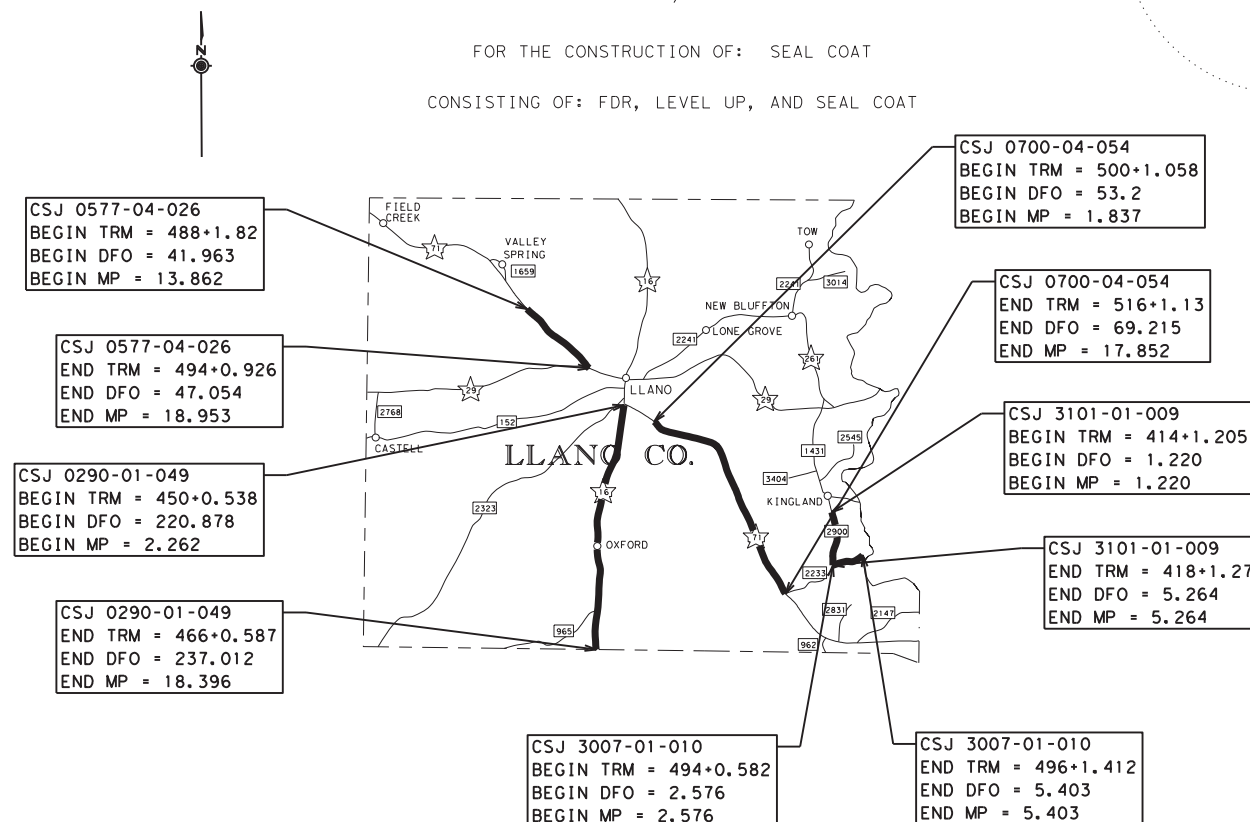 N
FOR THE CONSTRUCTION OF: SEAL COAT
CONSISTING OF: FDR, LEVEL UP, AND SEAL COAT
CSJ 0700-04-054
BEGIN TRM = 500+1.058
BEGIN DFO = 53.2
BEGIN MP = 1.837
CSJ 0577-04-026
BEGIN TRM = 488+1.82
BEGIN DFO = 41.963
BEGIN MP = 13.862
FIELD
CREEK
71
VALLEY
SPRING
1659
16
TOW
2241
3014
NEW BLUFFTON
LONE GROVE
2241
261
CSJ 0700-04-054
END TRM = 516+1.13
END DFO = 69.215
END MP = 17.852
CSJ 0577-04-026
END TRM = 494+0.926
END DFO = 47.054
END MP = 18.953
29
LLANO
29
2768
152
CASTELL
LLANO CO.
1431
2545
3404
KINGLAND
CSJ 3101-01-009
BEGIN TRM = 414+1.205
BEGIN DFO = 1.220
BEGIN MP = 1.220
CSJ 0290-01-049
BEGIN TRM = 450+0.538
BEGIN DFO = 220.878
BEGIN MP = 2.262
16
2323
OXFORD
71
2900
2233
CSJ 3101-01-009
END TRM = 418+1.27
END DFO = 5.264
END MP = 5.264
CSJ 0290-01-049
END TRM = 466+0.587
END DFO = 237.012
END MP = 18.396
965
2831
2147
962
CSJ 3007-01-010
BEGIN TRM = 494+0.582
BEGIN DFO = 2.576
BEGIN MP = 2.576
CSJ 3007-01-010
END TRM = 496+1.412
END DFO = 5.403
END MP = 5.403